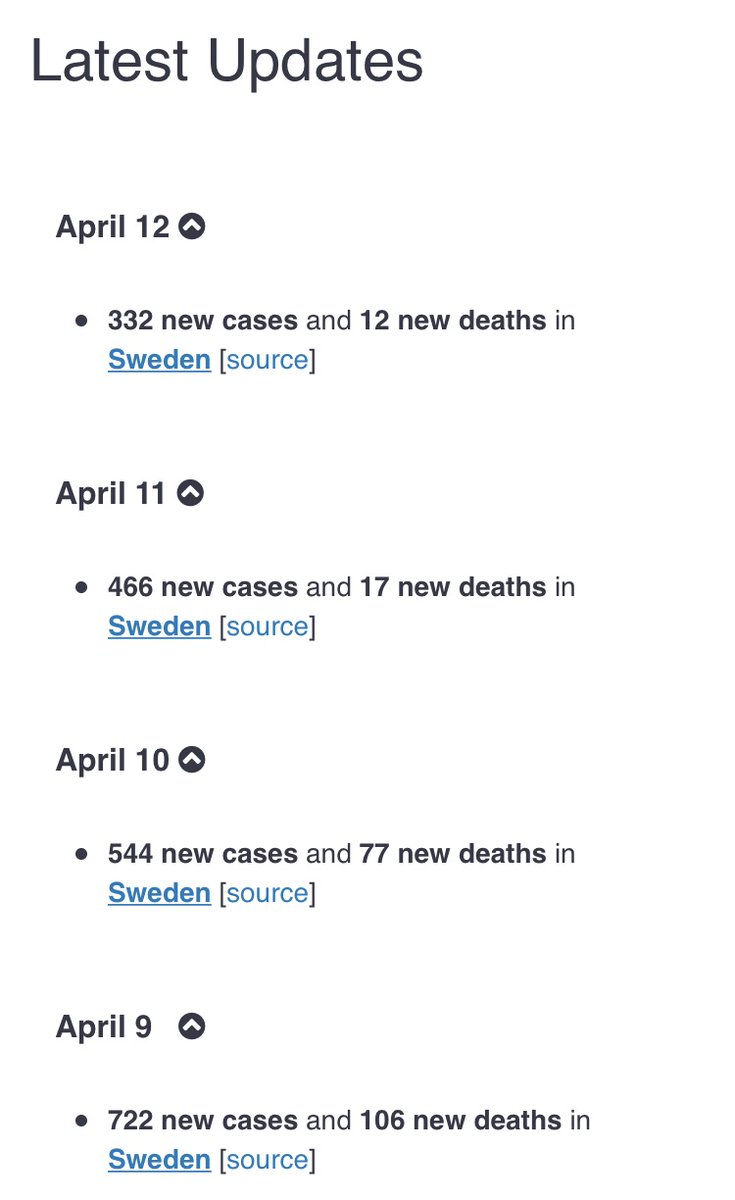 Latest Updates
April 12
332 new cases and 12 new deaths in
Sweden [source]
April 11
466 new cases and 17 new deaths in
Sweden [source]
April 10
544 new cases and 77 new deaths in
Sweden [source]
April 9
722 new cases and 106 new deaths in
Sweden [source]